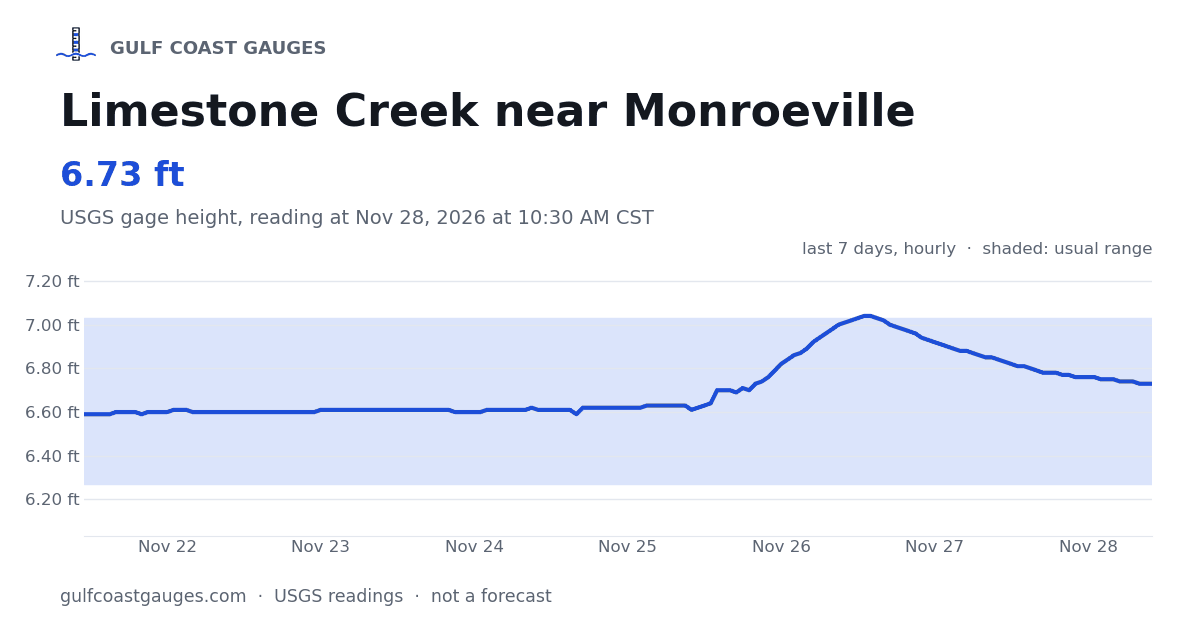 GULF COAST GAUGES
Limestone Creek near Monroeville
6.73 ft
USGS gage height, reading at Nov 28, 2026 at 10:30 AM CST
last 7 days, hourly · shaded: usual range
7.20 ft
7.00 ft
6.80 ft
6.60 ft
6.40 ft
6.20 ft
Nov 22 Nov 23 Nov 24 Nov 25 Nov 26 Nov 27 Nov 28
gulfcoastgauges.com · USGS readings · not a forecast